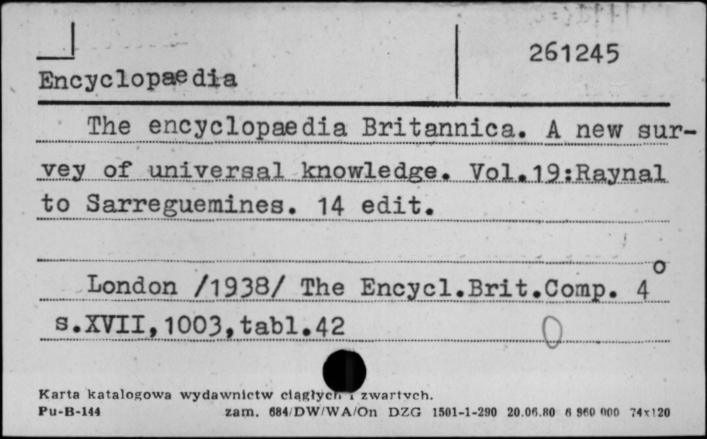 261245
Encyclopaedia
The encyclopaedia Britannica. A new sur-
vey of universal knowledge. Vol.19:Raynal
to Sarreguemines. 14 edit.
London /1938/ The Encycl.Brit.Comp. 4°
s.XVII,1003,tabl.42
0
Karta katalogowa wydawnictw ciągłych i zwartych.
Pu-B-144 zam. 684/DW/WA/On DZG 1501-1-290 20.06.80 6 960 000 74x120